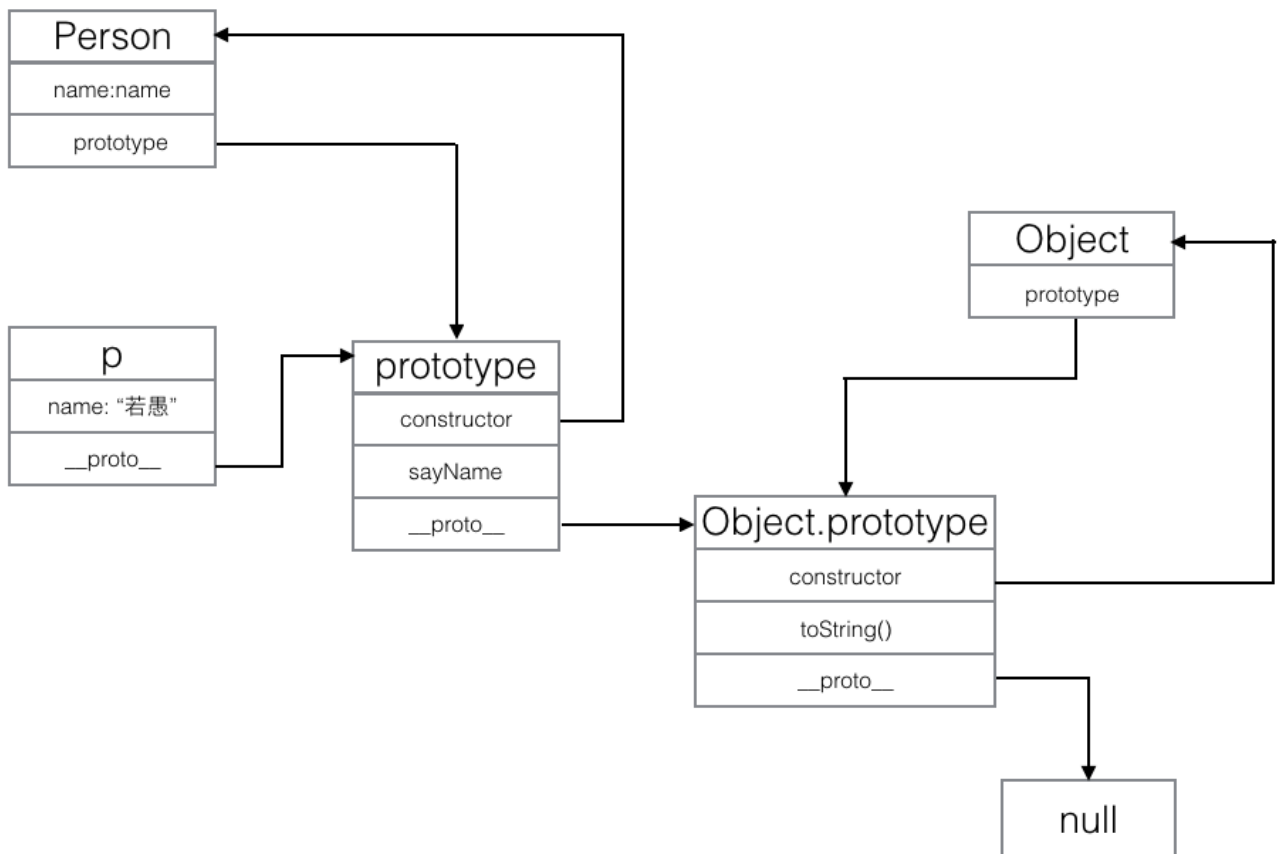 Person
name:name
prototype
p
name: “若愚”
__proto__
prototype
constructor
sayName
__proto__
Object
prototype
Object.prototype
constructor
toString()
__proto__
null